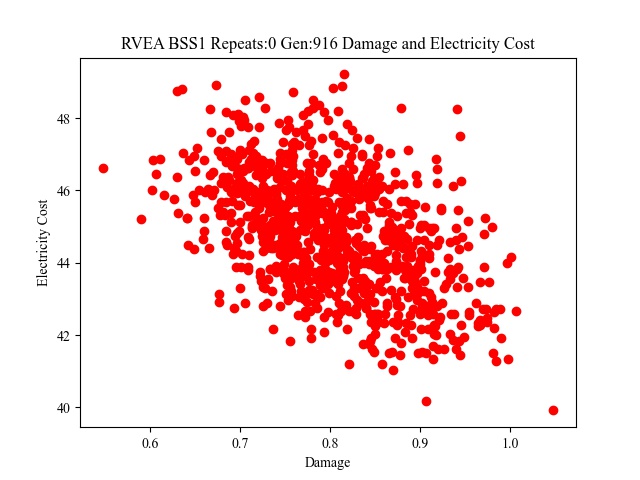 RVEA BSS1 Repeats:0 Gen:916 Damage and Electricity Cost
48
46
44
42
40
Electricity Cost
0.6 0.7 0.8 0.9 1.0
Damage